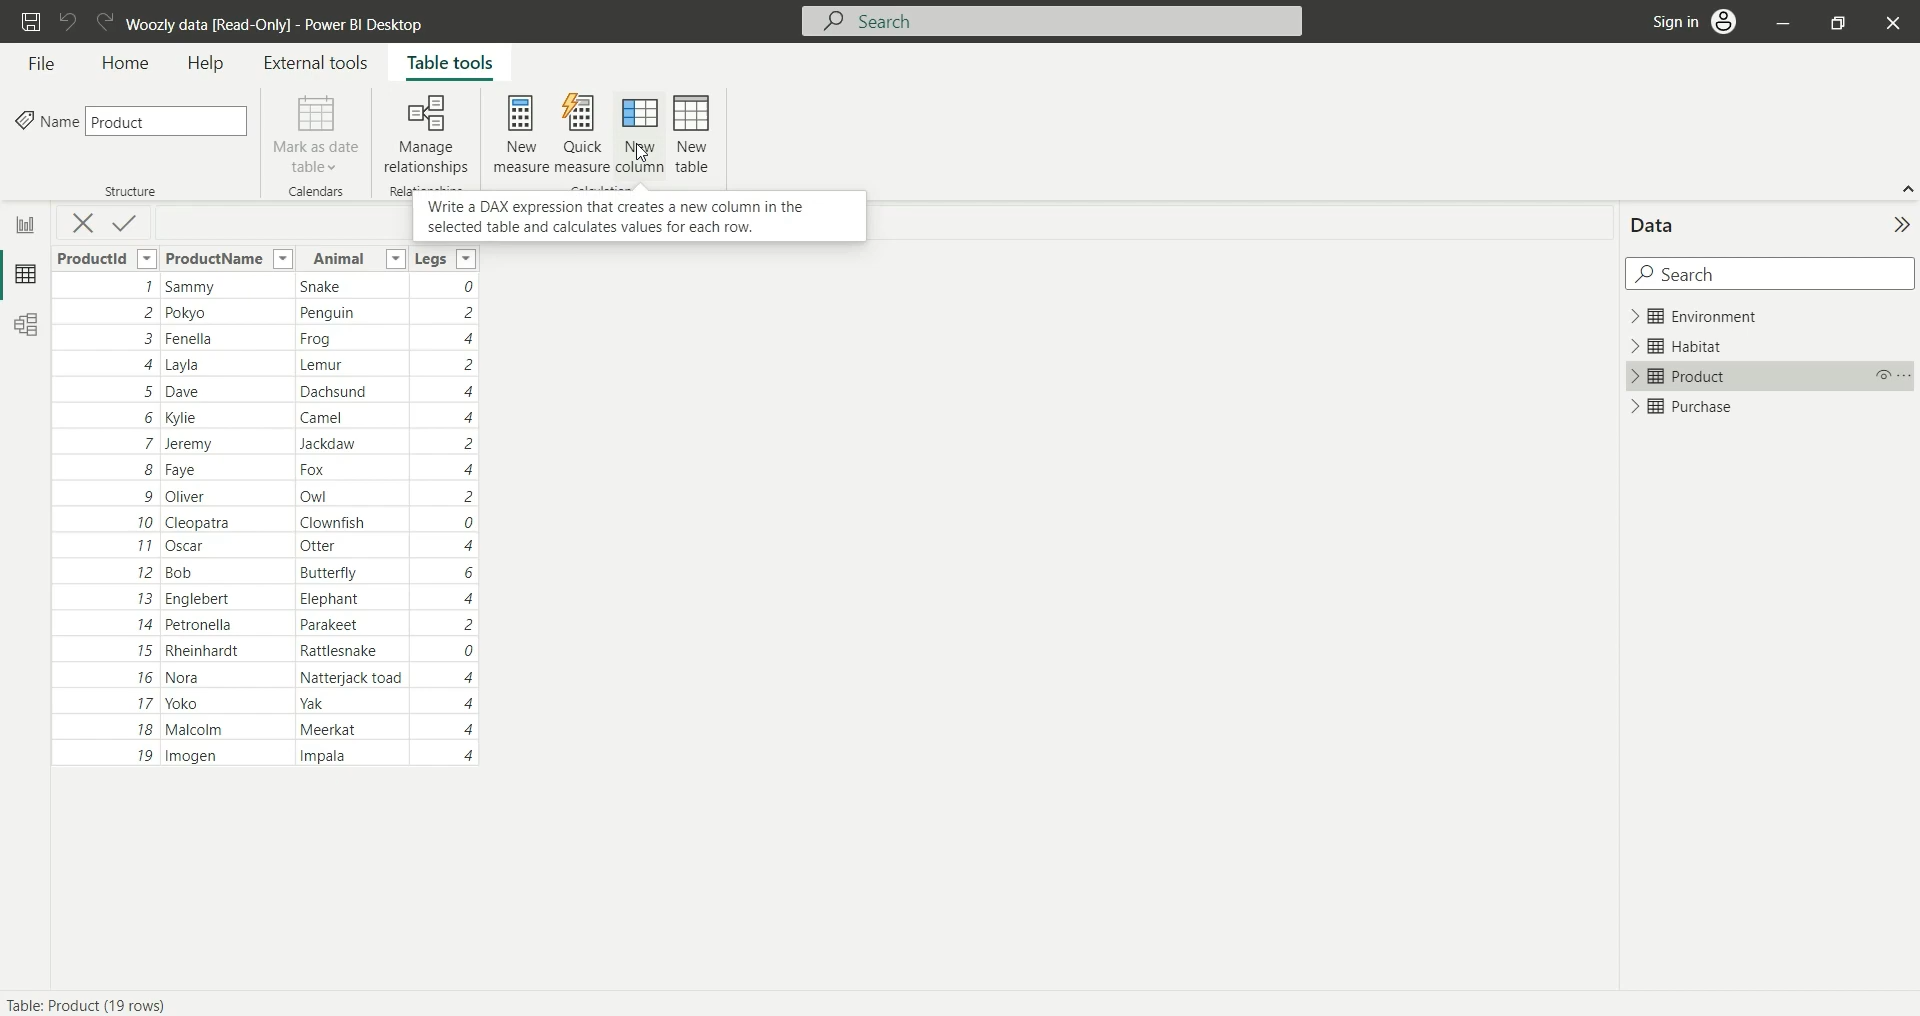 Woozly data [Read-Only] - Power BI Desktop
Search
Sign in
File
Home
Help
External tools
Table tools
Name
Product
Structure
Mark as date
table
Calendars
Manage
relationships
New
measure
Quick
measure
New
column
New
table
Write a DAX expression that creates a new column in the
selected table and calculates values for each row.
ProductId ProductName Animal Legs
1 Sammy Snake 0
2 Pokyo Penguin 2
3 Fenella Frog 4
4 Layla Lemur 2
5 Dave Dachsund 4
6 Kylie Camel 4
7 Jeremy Jackdaw 2
8 Faye Fox 4
9 Oliver Owl 2
10 Cleopatra Clownfish 0
11 Oscar Otter 4
12 Bob Butterfly 6
13 Englebert Elephant 4
14 Petronella Parakeet 2
15 Rheinhardt Rattlesnake 0
16 Nora Natterjack toad 4
17 Yoko Yak 4
18 Malcolm Meerkat 4
19 Imogen Impala 4
Data
Search
Environment
Habitat
Product
Purchase
Table: Product (19 rows)